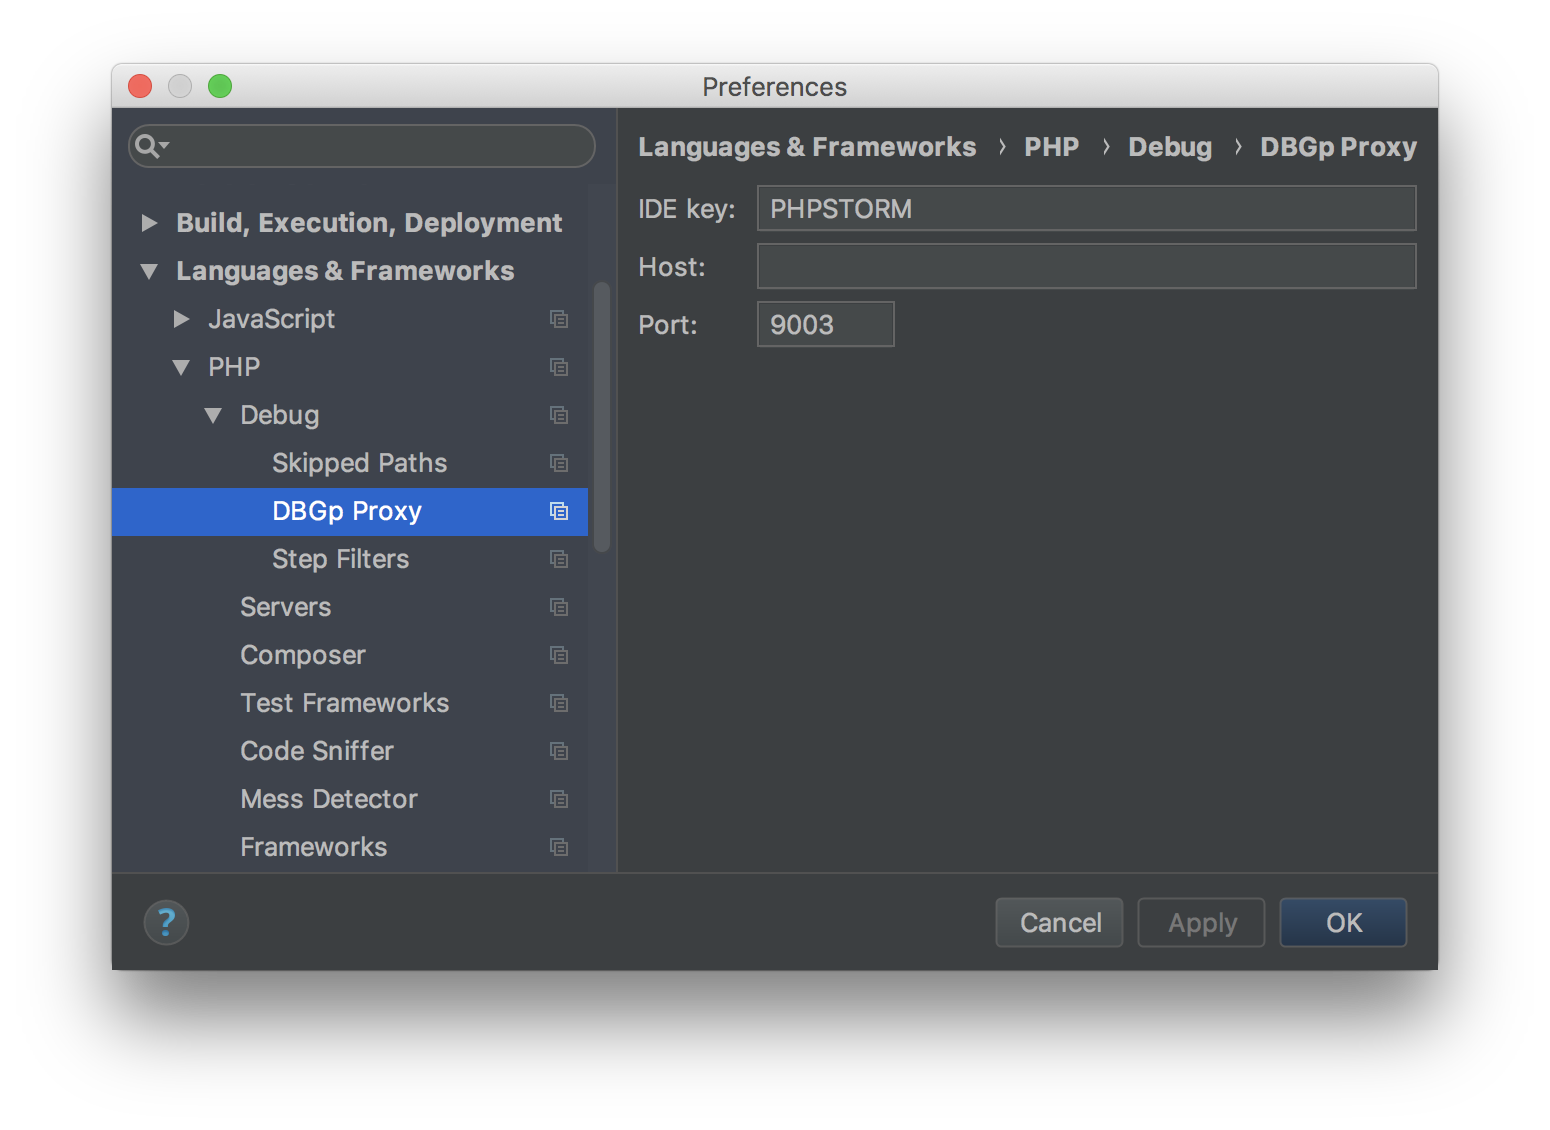 Preferences
Build, Execution, Deployment
Languages & Frameworks
JavaScript
PHP
Debug
Skipped Paths
DBGp Proxy
Step Filters
Servers
Composer
Test Frameworks
Code Sniffer
Mess Detector
Frameworks
Languages & Frameworks › PHP › Debug › DBGp Proxy
IDE key: PHPSTORM
Host:
Port: 9003
? Cancel Apply OK